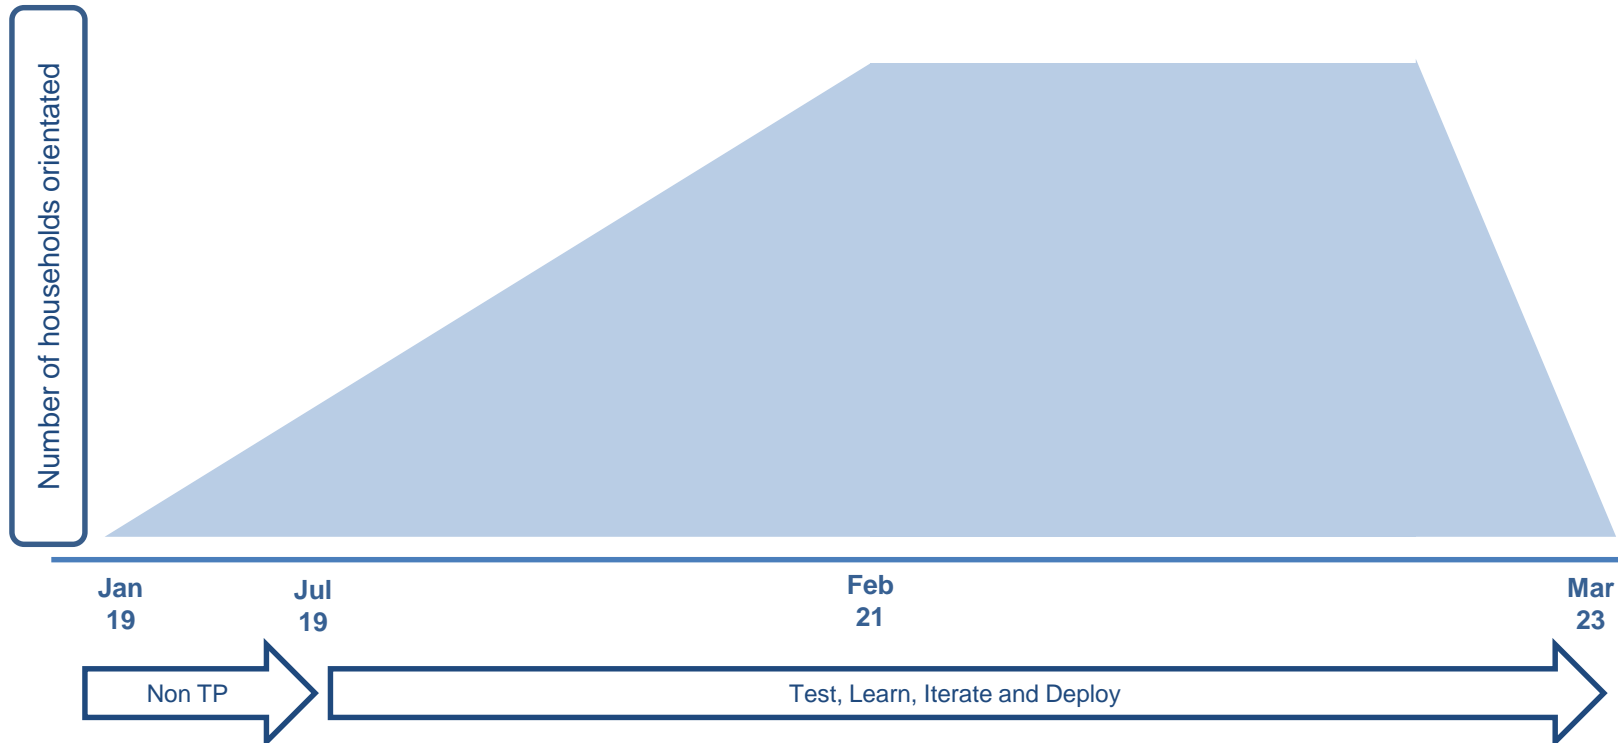 Number of households orientated
Jan
19
Jul
19
Feb
21
Mar
23
Non TP
Test, Learn, Iterate and Deploy